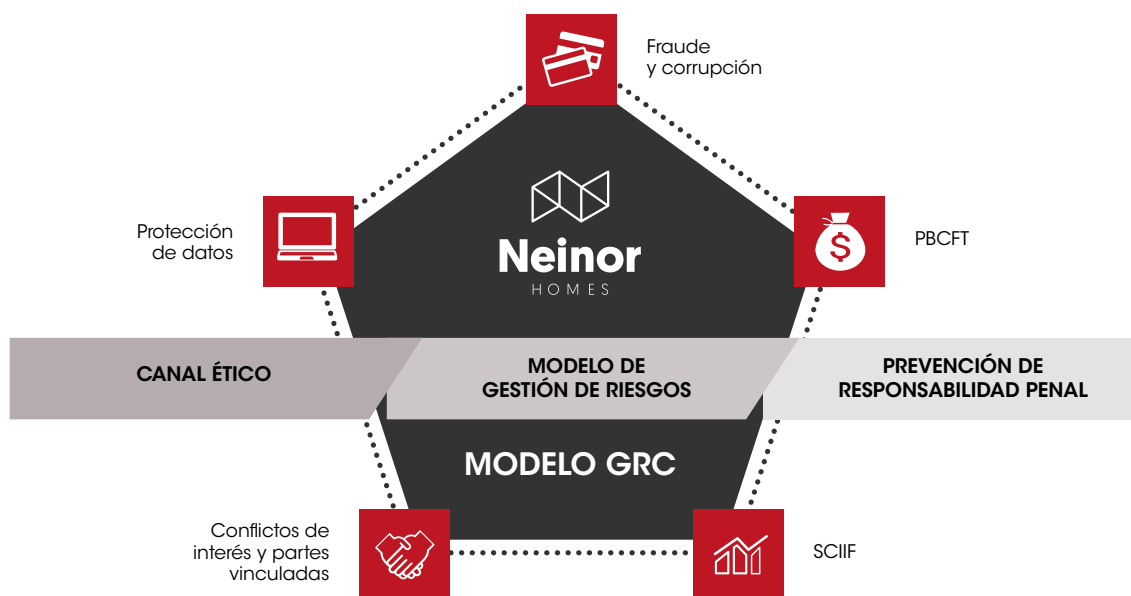 Fraude
y corrupción
Protección
de datos
Neinor
HOMES
$
PBCFT
CANAL ÉTICO
MODELO DE
GESTIÓN DE RIESGOS
PREVENCIÓN DE
RESPONSABILIDAD PENAL
MODELO GRC
Conflictos de
interés y partes
vinculadas
SCIIF